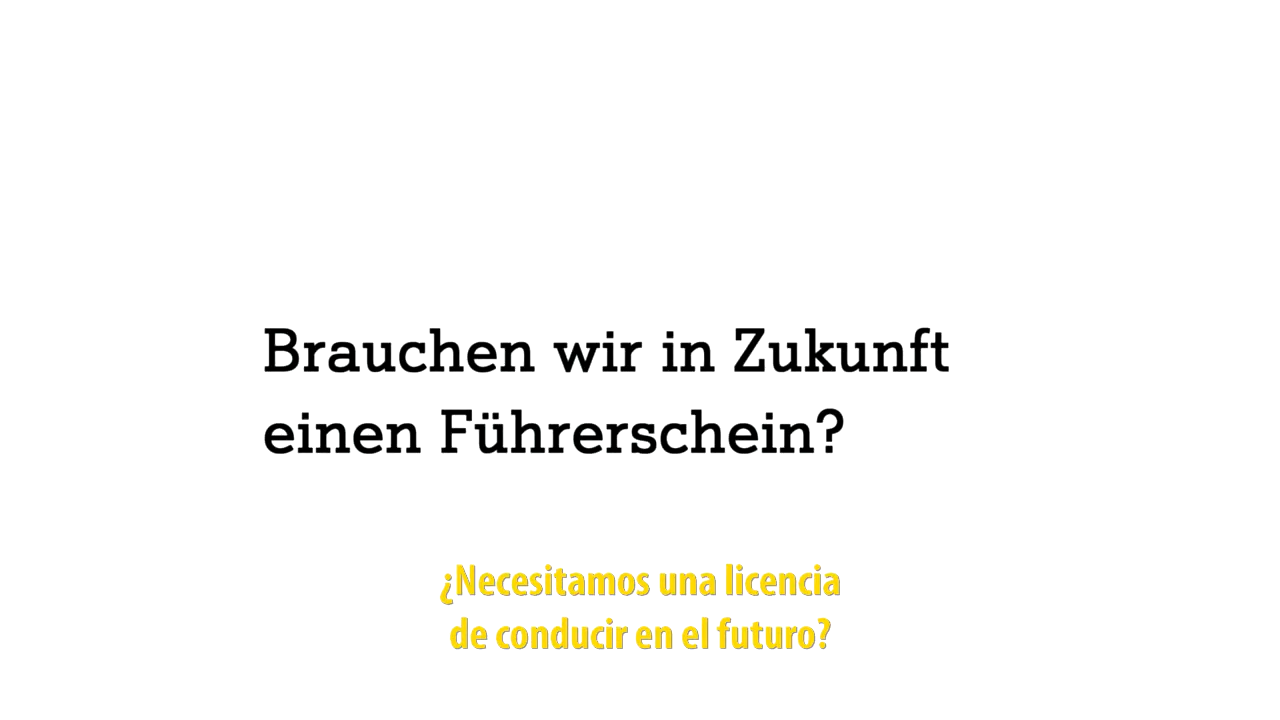 Brauchen wir in Zukunft
einen Führerschein?
¿Necesitamos una licencia
de conducir en el futuro?